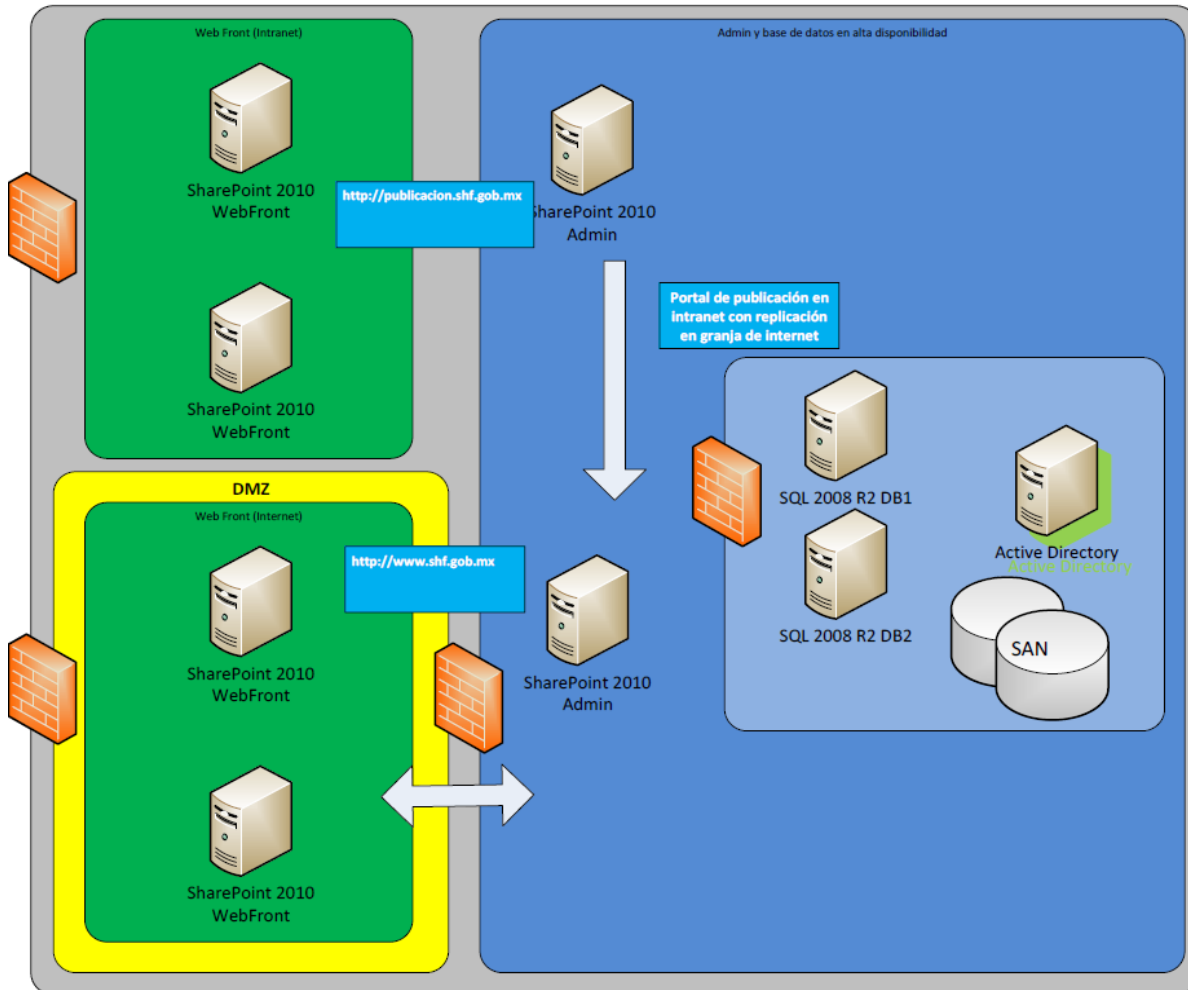 Web Front (Intranet)
Admin y base de datos en alta disponibilidad
SharePoint 2010
WebFront
http://publicacion.shf.gob.mx
SharePoint 2010
Admin
SharePoint 2010
WebFront
Portal de publicación en
intranet con replicación
en granja de internet
SQL 2008 R2 DB1
Active Directory
Active Directory
SQL 2008 R2 DB2
SAN
DMZ
Web Front (Internet)
http://www.shf.gob.mx
SharePoint 2010
WebFront
SharePoint 2010
Admin
SharePoint 2010
WebFront